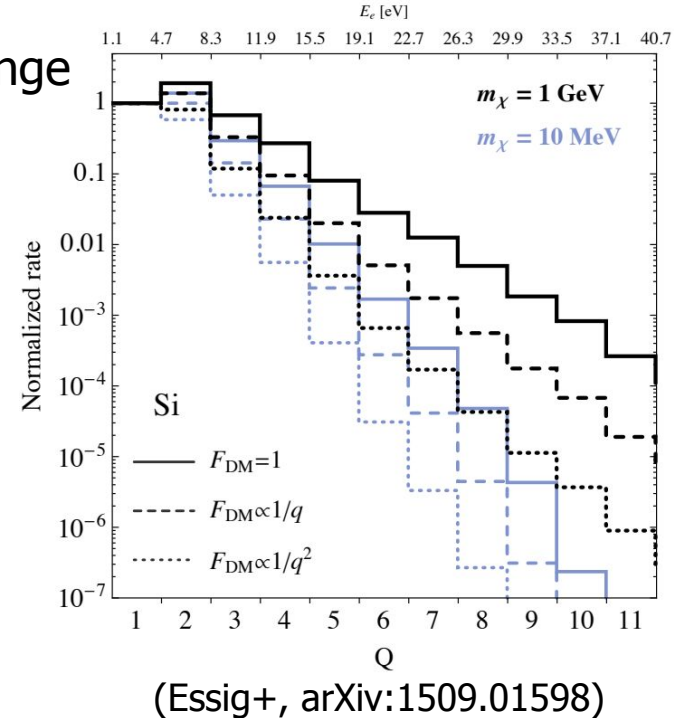 nge
E_e [eV]
1.1 4.7 8.3 11.9 15.5 19.1 22.7 26.3 29.9 33.5 37.1 40.7
m_χ = 1 GeV
m_χ = 10 MeV
1
0.1
0.01
10⁻³
10⁻⁴
10⁻⁵
10⁻⁶
10⁻⁷
Normalized rate
Si
F_DM=1
F_DM∝1/q
F_DM∝1/q²
1 2 3 4 5 6 7 8 9 10 11
Q
(Essig+, arXiv:1509.01598)